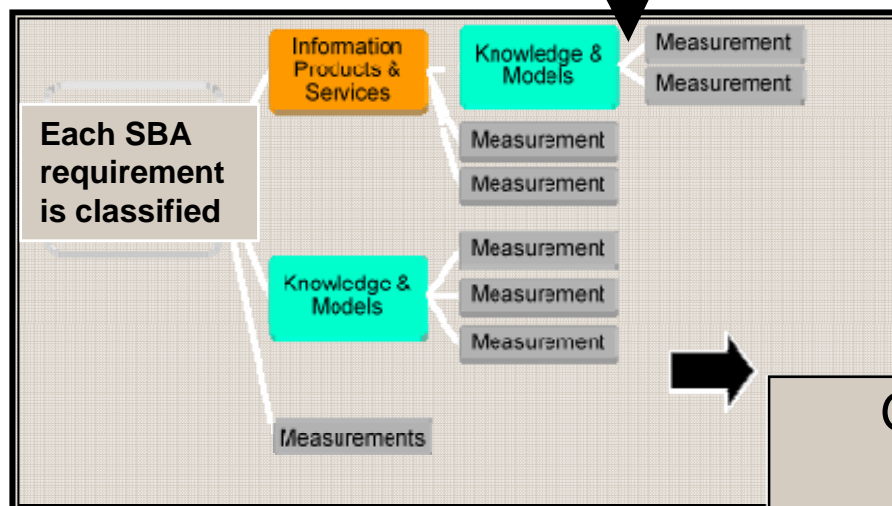 Information
Products &
Services
Knowledge &
Models
Measurement
Measurement
Each SBA
requirement
is classified
Measurement
Measurement
Knowledge &
Models
Measurement
Measurement
Measurement
Measurements